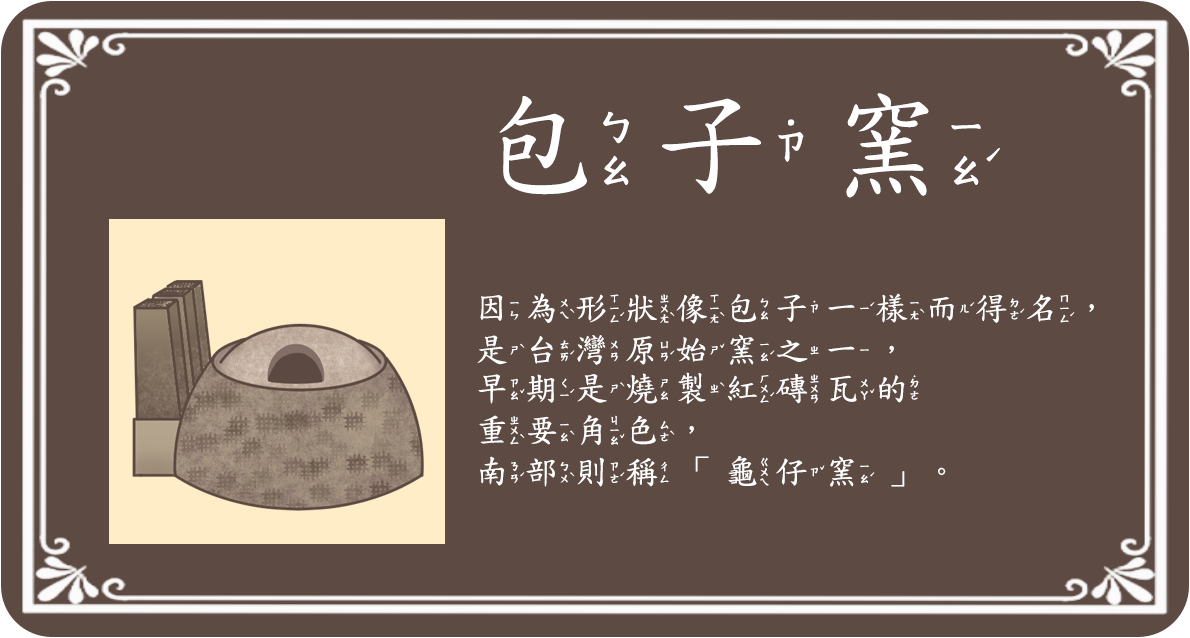 包子窯
因為形狀像包子一樣而得名，
是台灣原始窯之一，
早期是燒製紅磚瓦的
重要角色，
南部則稱「龜仔窯」。